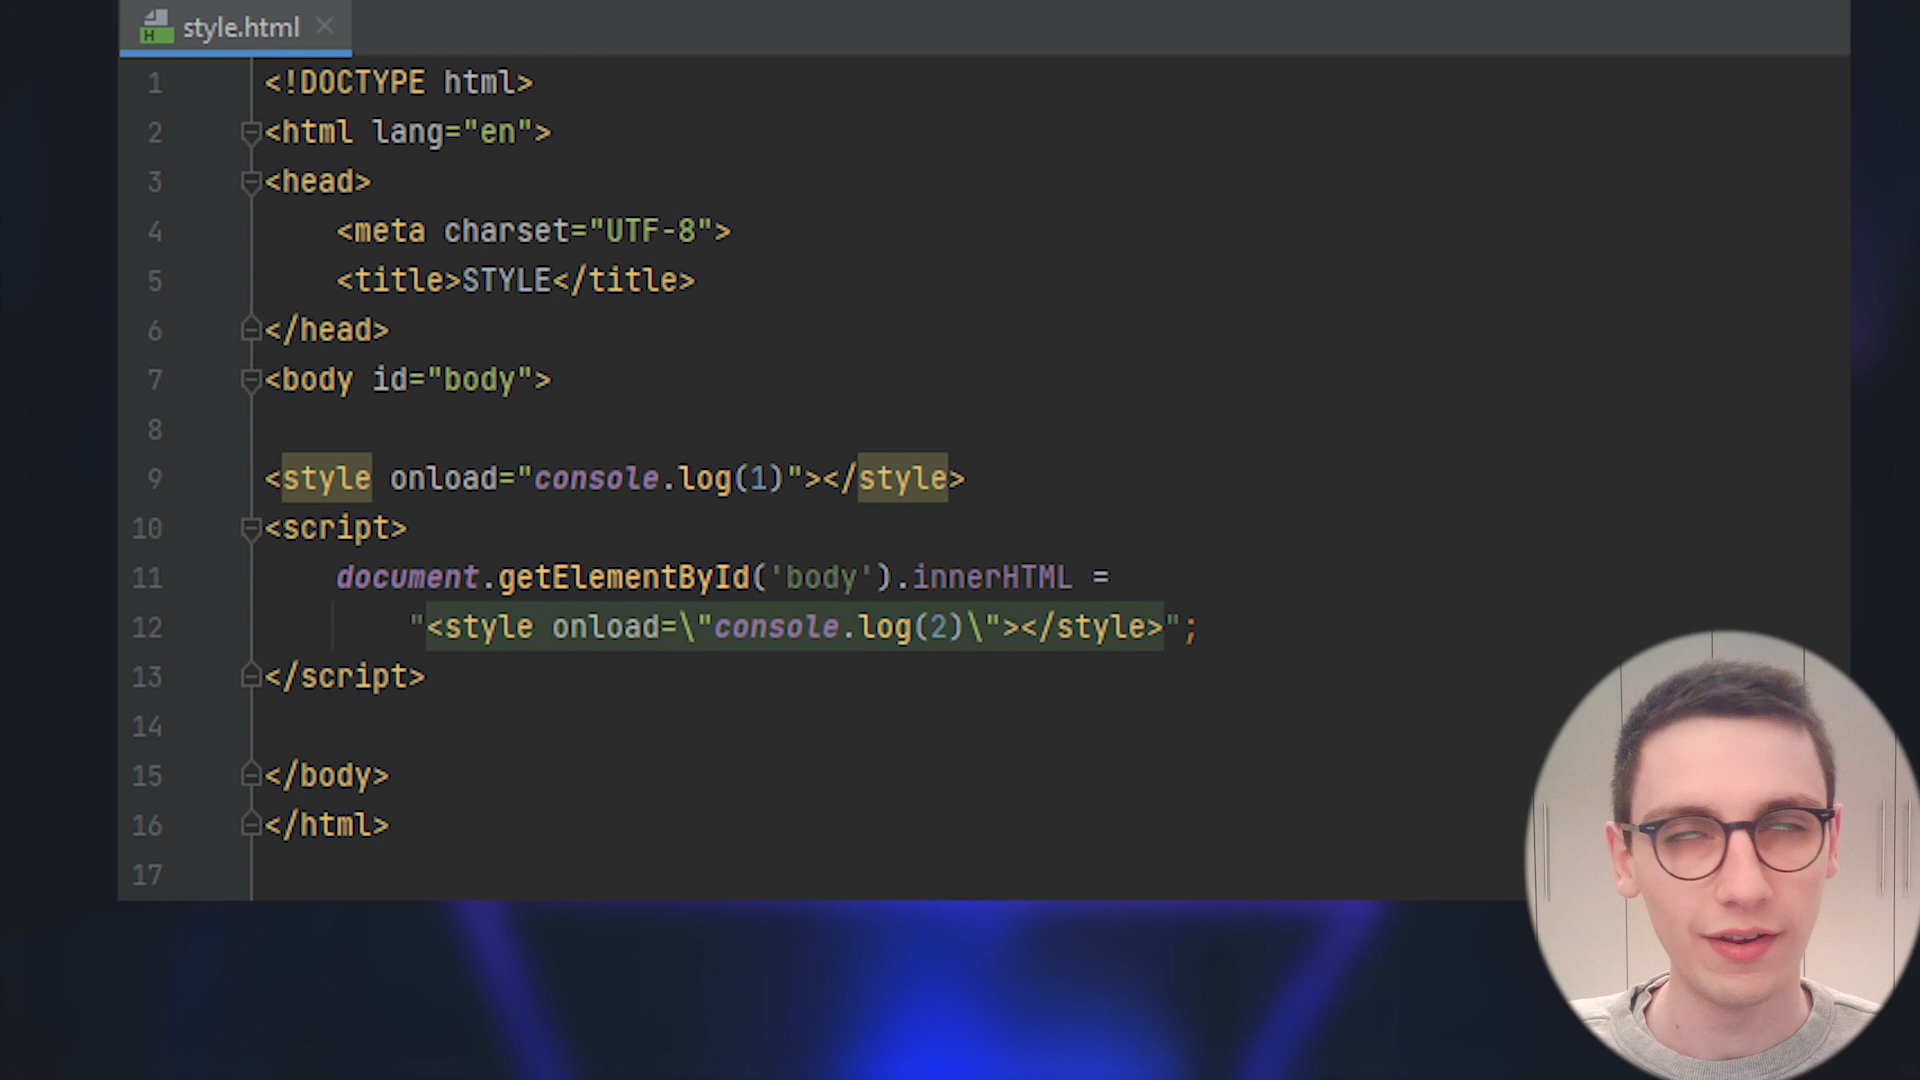 style.html
1 <!DOCTYPE html>
2 <html lang="en">
3 <head>
4     <meta charset="UTF-8">
5     <title>STYLE</title>
6 </head>
7 <body id="body">
8
9 <style onload="console.log(1)"></style>
10 <script>
11     document.getElementById('body').innerHTML =
12         "<style onload=\"console.log(2)\"></style>";
13 </script>
14
15 </body>
16 </html>
17